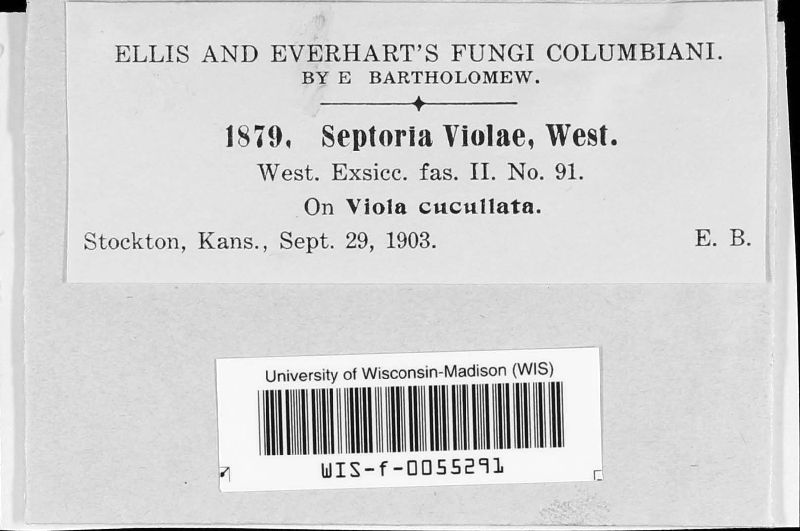 ELLIS AND EVERHART'S FUNGI COLUMBIANI.
BY E BARTHOLOMEW.
1879, Septoria Violae, West.
West. Exsicc. fas. II. No. 91.
On Viola cucullata.
Stockton, Kans., Sept. 29, 1903. E. B.
University of Wisconsin-Madison (WIS)
WIS-f-0055291